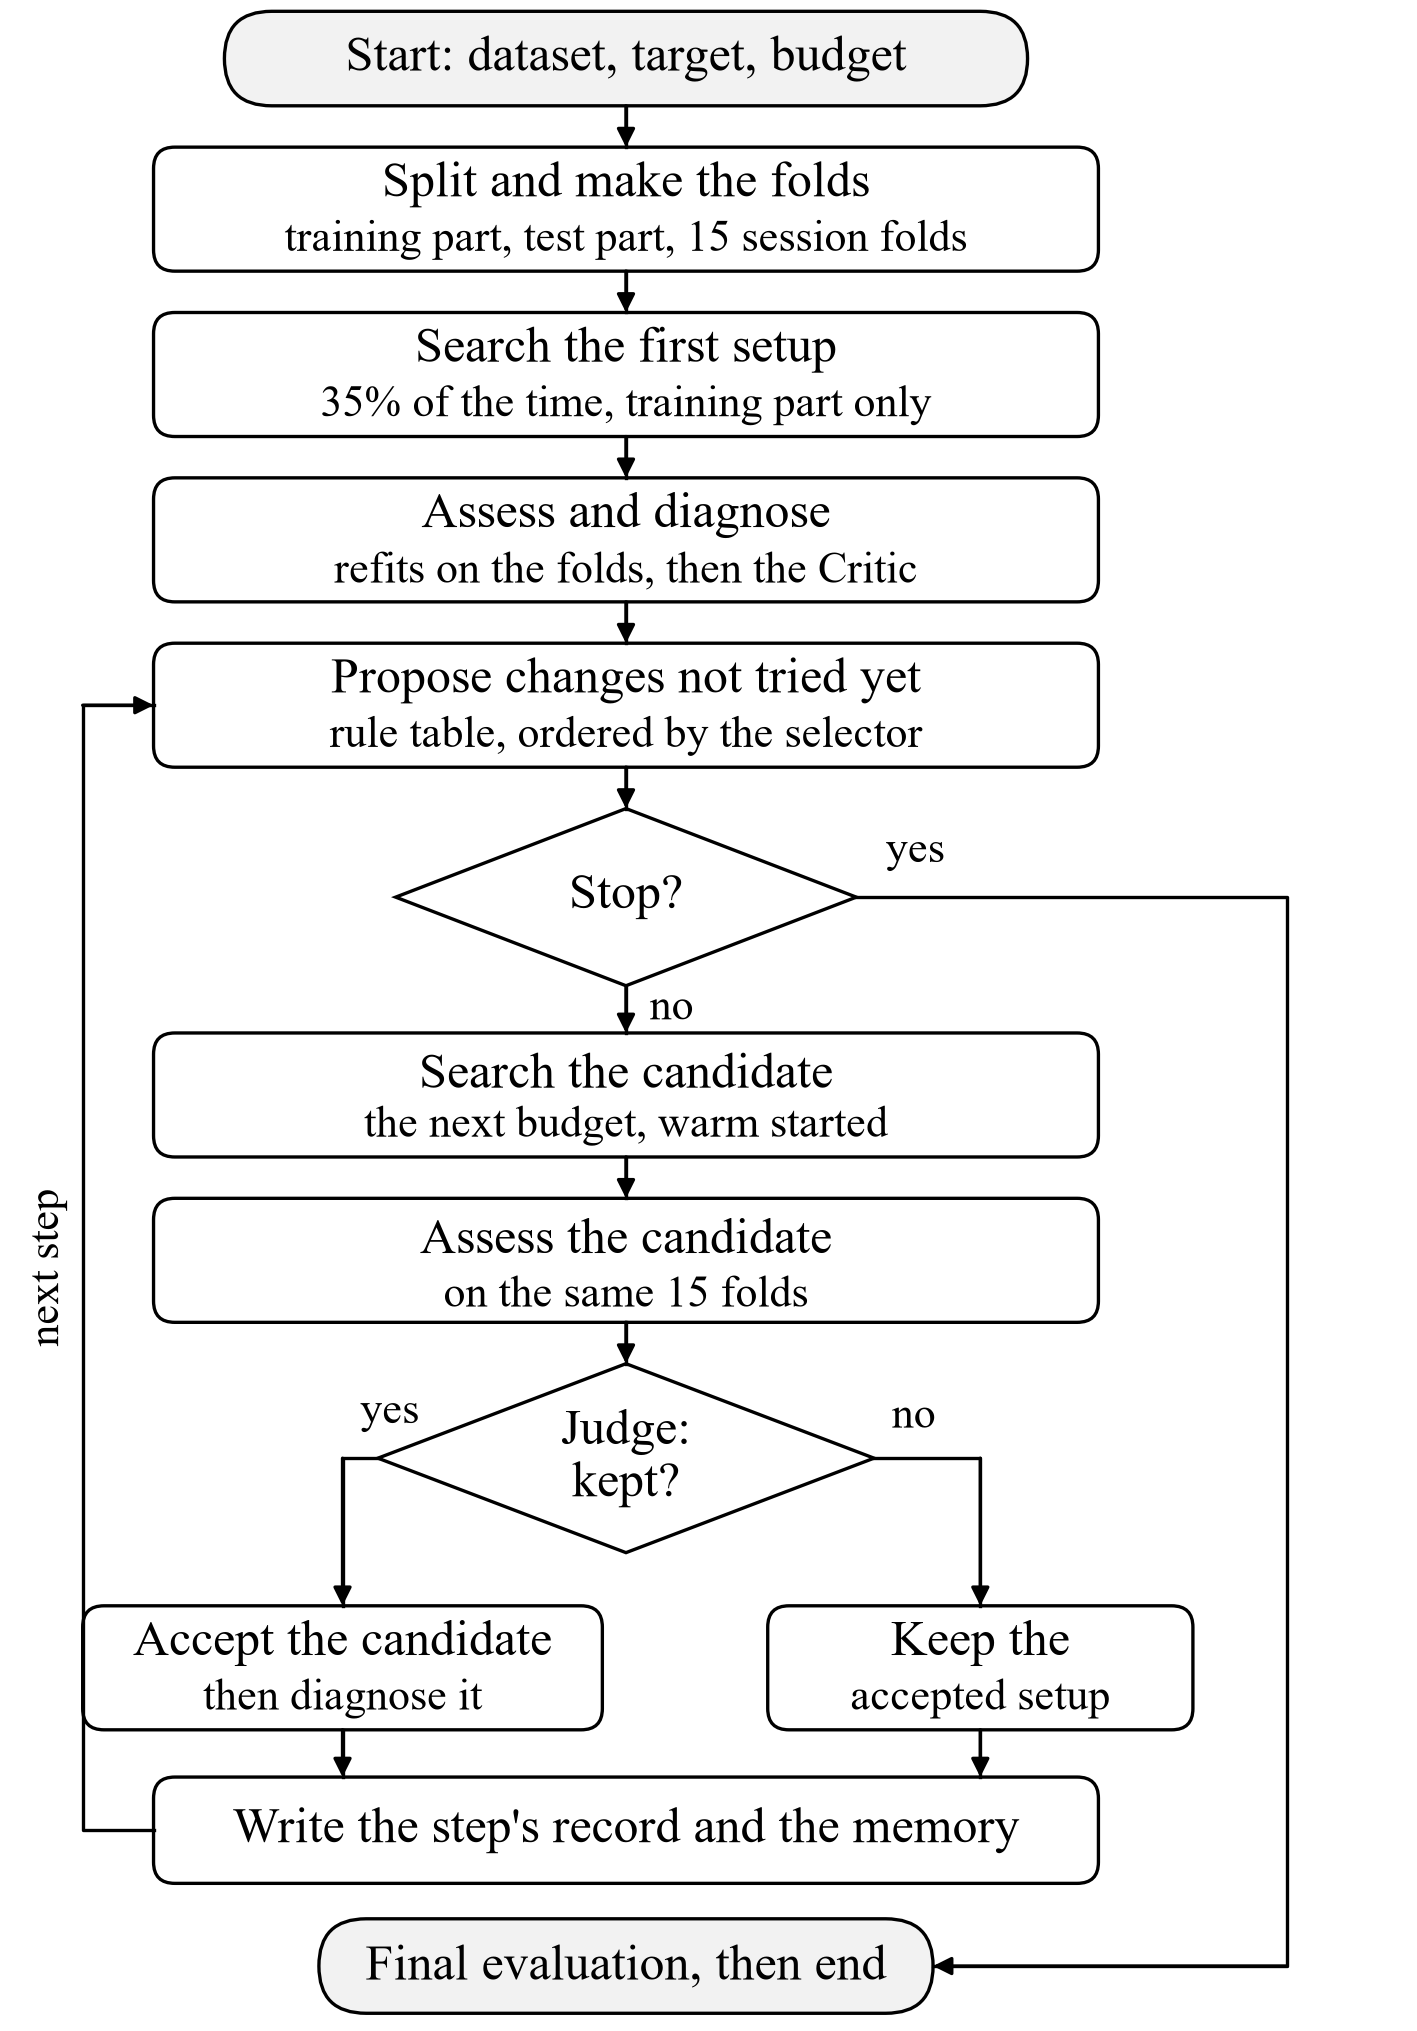 Start: dataset, target, budget
Split and make the folds
training part, test part, 15 session folds
Search the first setup
35% of the time, training part only
Assess and diagnose
refits on the folds, then the Critic
Propose changes not tried yet
rule table, ordered by the selector
yes
Stop?
no
Search the candidate
the next budget, warm started
next step
Assess the candidate
on the same 15 folds
yes
Judge:
kept?
no
Accept the candidate
then diagnose it
Keep the
accepted setup
Write the step's record and the memory
Final evaluation, then end